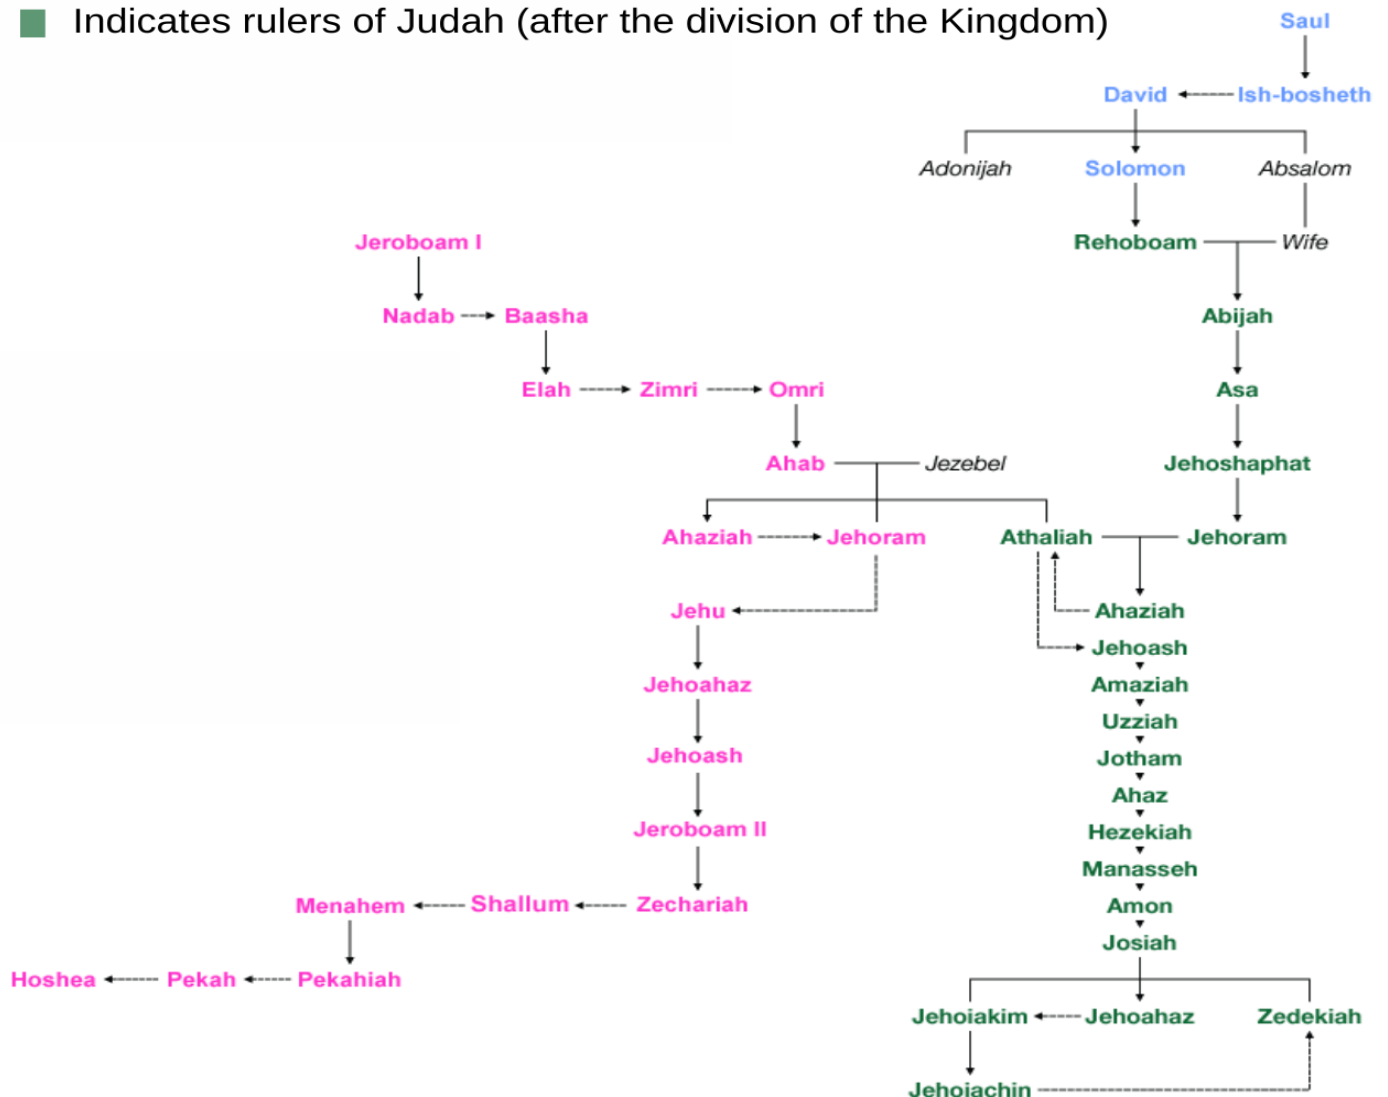 Indicates rulers of Judah (after the division of the Kingdom)
Saul
David
Ish-bosheth
Adonijah
Solomon
Absalom
Jeroboam I
Rehoboam
Wife
Nadab
Baasha
Abijah
Elah
Zimri
Omri
Asa
Ahab
Jezebel
Jehoshaphat
Ahaziah
Jehoram
Athaliah
Jehoram
Jehu
Ahaziah
Jehoash
Jehoahaz
Amaziah
Uzziah
Jehoash
Jotham
Ahaz
Jeroboam II
Hezekiah
Manasseh
Menahem
Shallum
Zechariah
Amon
Josiah
Hoshea
Pekah
Pekahiah
Jehoiakim
Jehoahaz
Zedekiah
Jehoiachin